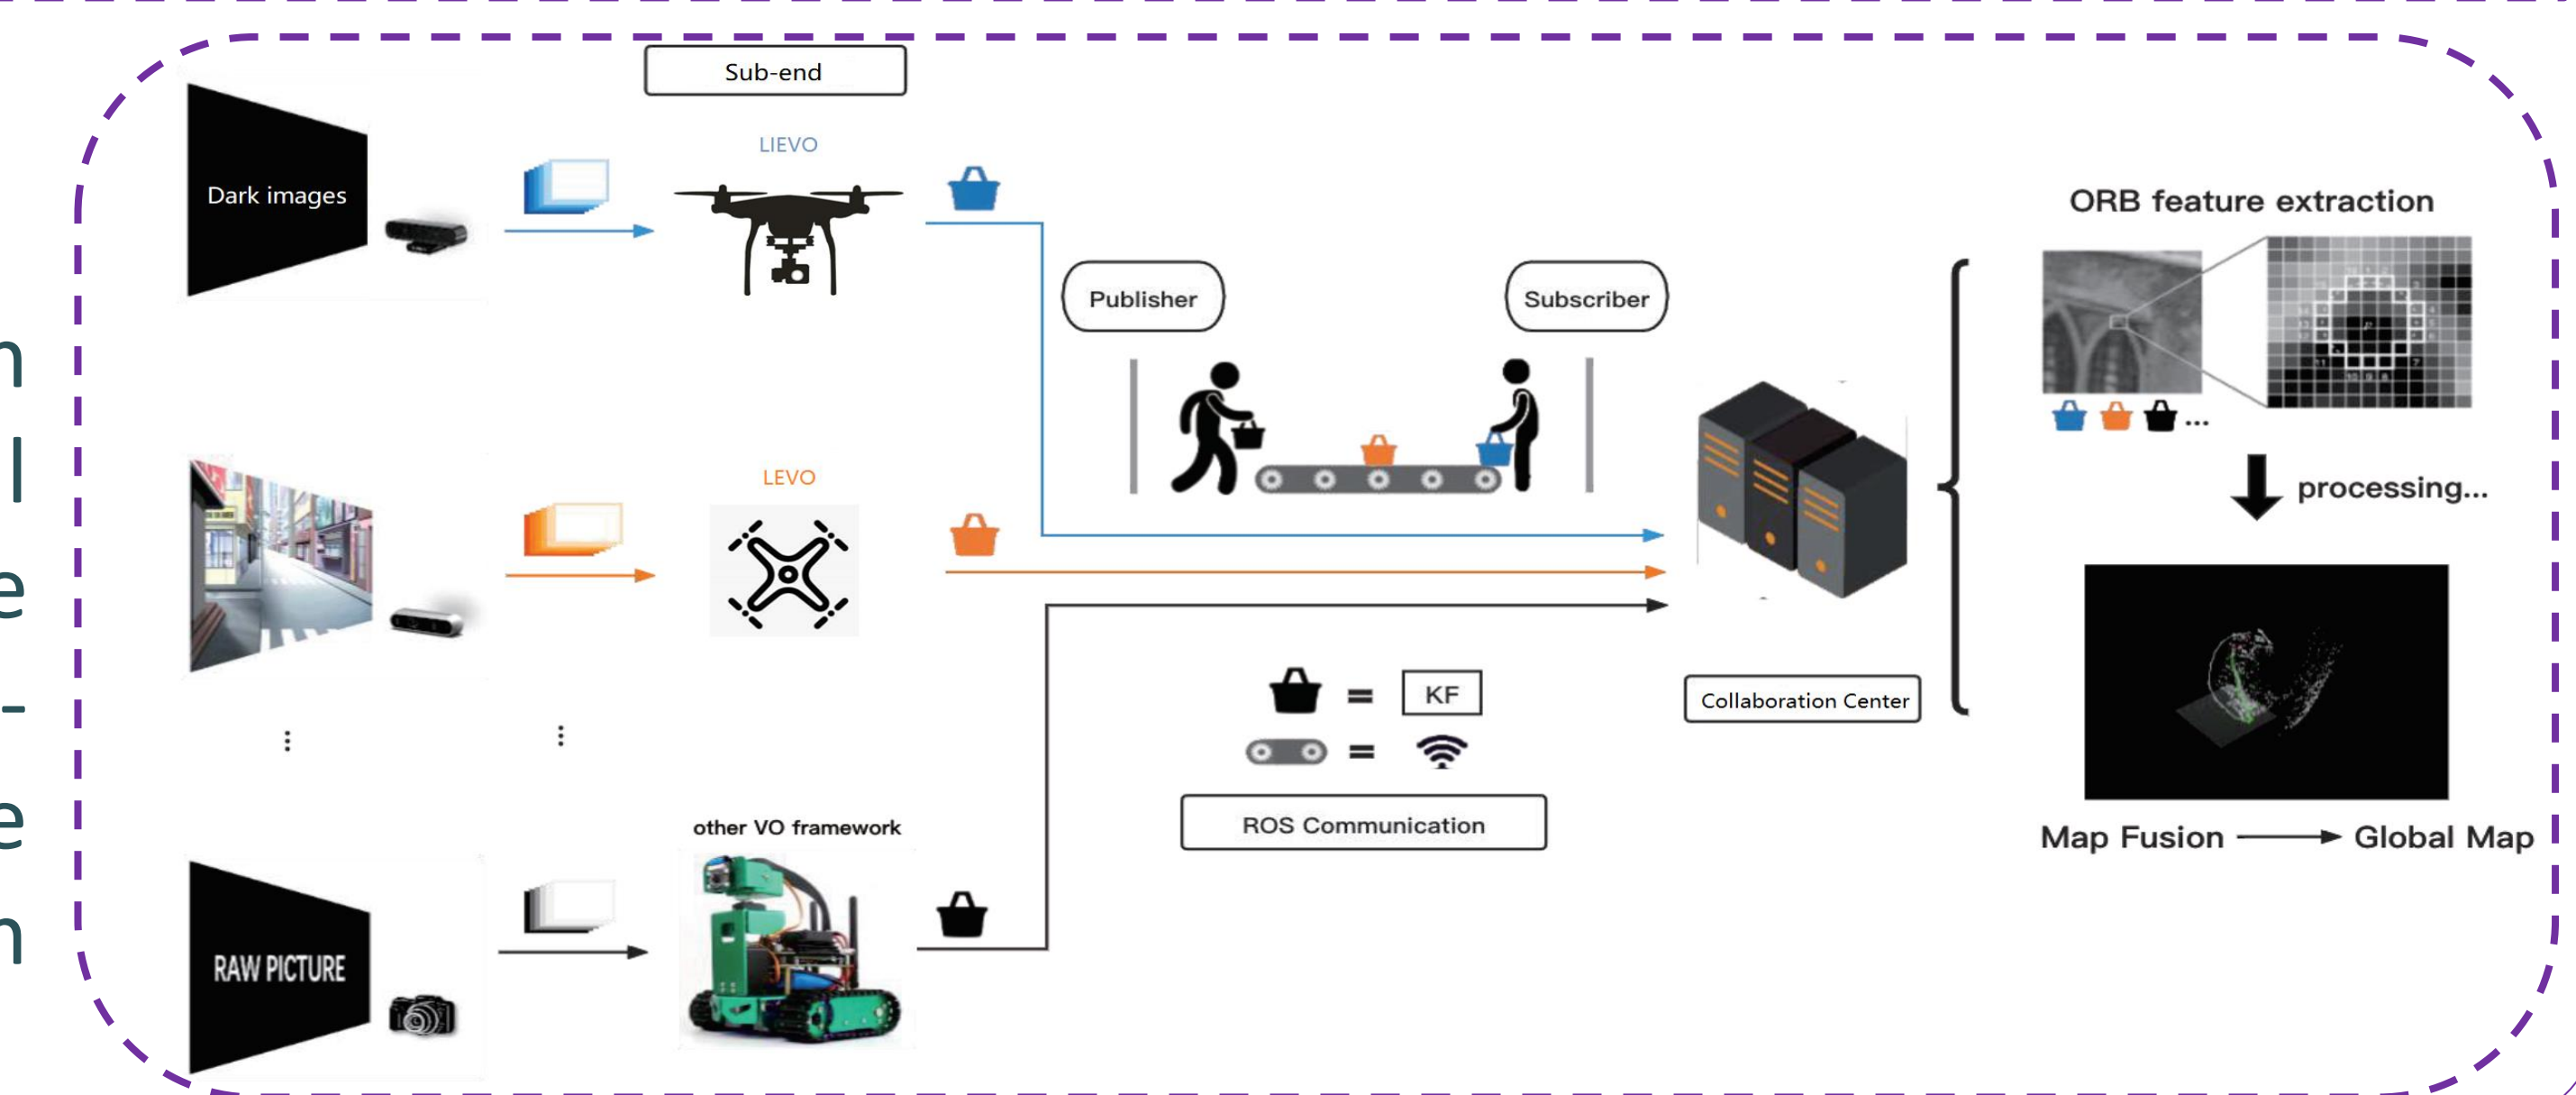 Sub-end
LIEVO
Dark images
Publisher
Subscriber
ORB feature extraction
...
LEVO
processing...
KF
=
=
Collaboration Center
ROS Communication
other VO framework
RAW PICTURE
Map Fusion
Global Map
n
l
e
-
e
n